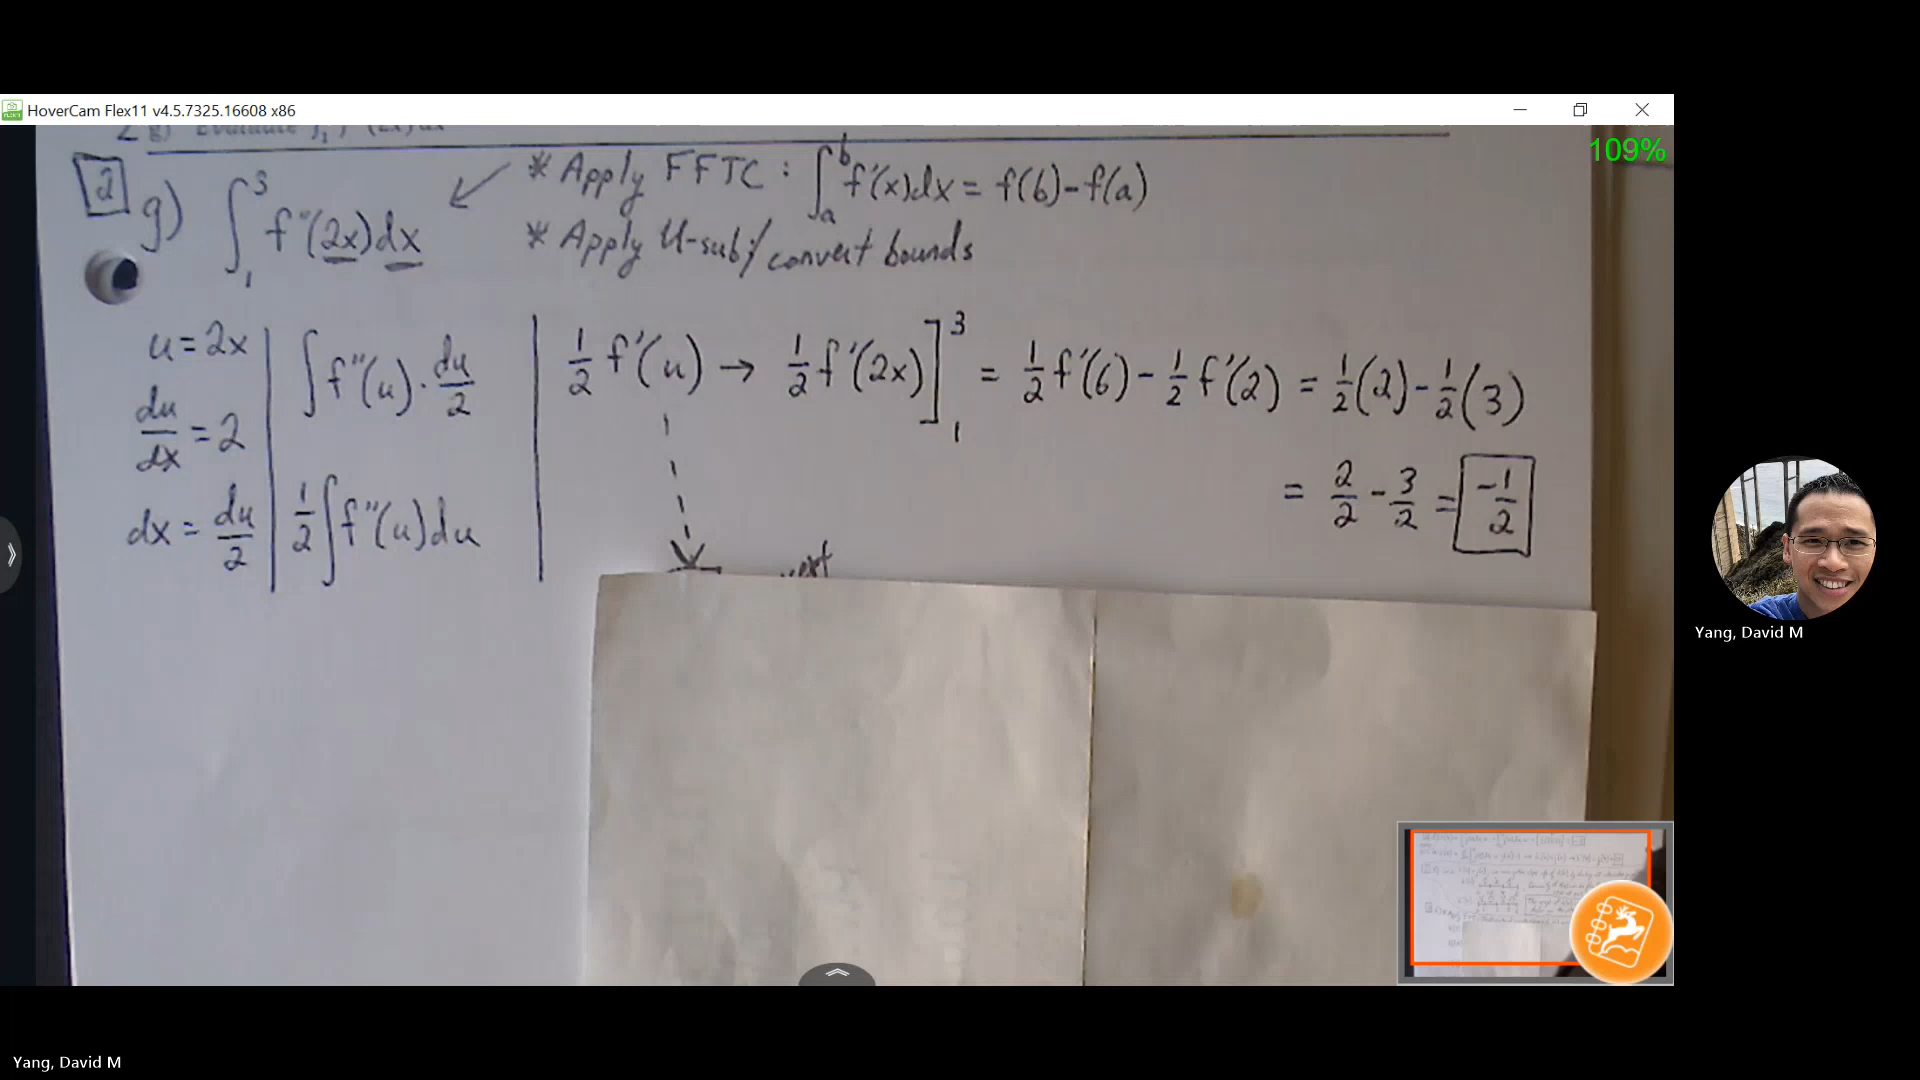 HoverCam Flex11 v4.5.7325.16608 x86
109%
2 g) Evaluate
2 g) ∫₁³ f''(2x)dx
* Apply FFTC: ∫ₐᵇ f'(x)dx = f(b)-f(a)
* Apply U-sub/convert bounds
u=2x
du/dx = 2
dx = du/2
∫f''(u)·du/2
1/2 ∫f''(u)du
1/2 f'(u) → 1/2 f'(2x)]₁³ = 1/2 f'(6) - 1/2 f'(2) = 1/2(2) - 1/2(3)
= 2/2 - 3/2 = -1/2
Yang, David M
Yang, David M